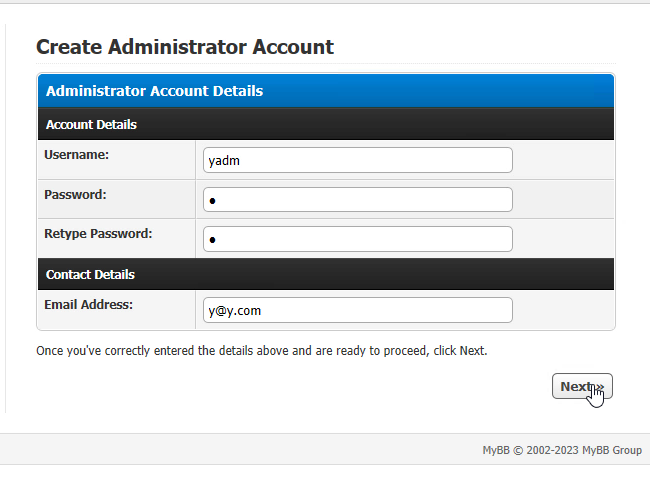 Create Administrator Account
Administrator Account Details
Account Details
Username:
yadm
Password:
●
Retype Password:
●
Contact Details
Email Address:
y@y.com
Once you've correctly entered the details above and are ready to proceed, click Next.
Next »
MyBB © 2002-2023 MyBB Group